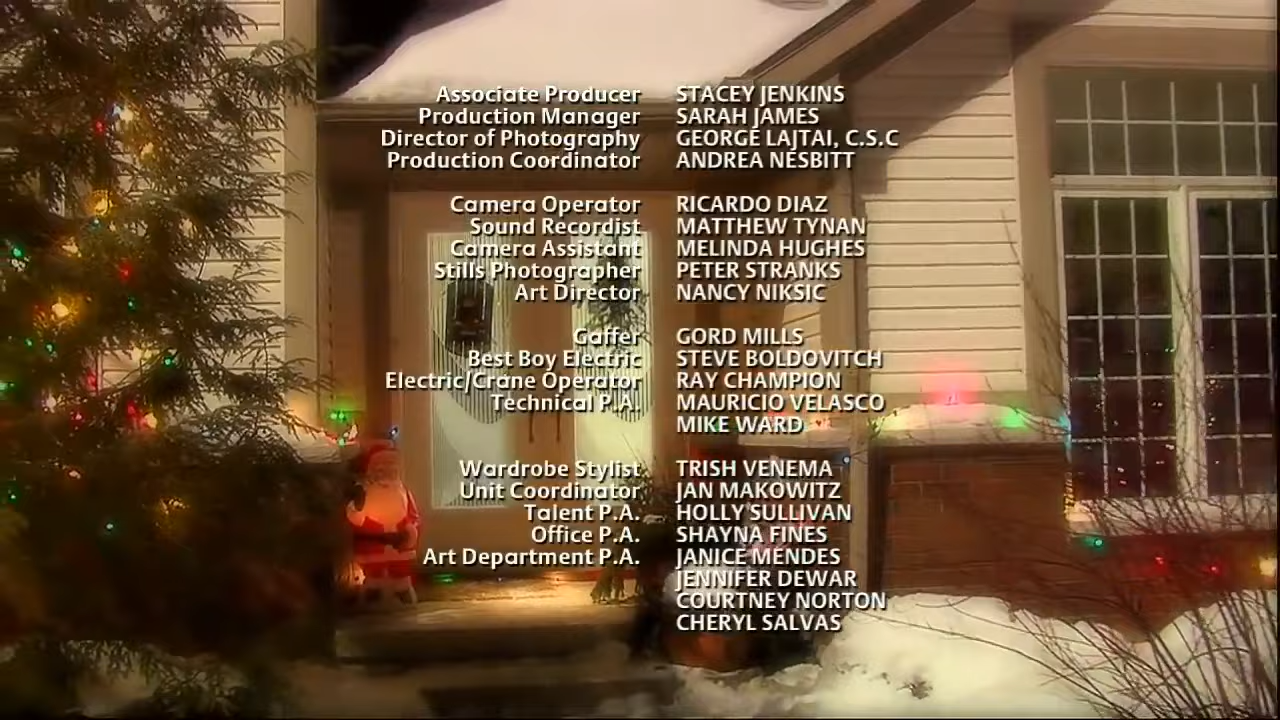 Associate Producer STACEY JENKINS
Production Manager SARAH JAMES
Director of Photography GEORGE LAJTAI, C.S.C
Production Coordinator ANDREA NESBITT
Camera Operator RICARDO DIAZ
Sound Recordist MATTHEW TYNAN
Camera Assistant MELINDA HUGHES
Stills Photographer PETER STRANKS
Art Director NANCY NIKSIC
Gaffer GORD MILLS
Best Boy Electric STEVE BOLDOVITCH
Electric/Crane Operator RAY CHAMPION
Technical P.A. MAURICIO VELASCO
MIKE WARD
Wardrobe Stylist TRISH VENEMA
Unit Coordinator JAN MAKOWITZ
Talent P.A. HOLLY SULLIVAN
Office P.A. SHAYNA FINES
Art Department P.A. JANICE MENDES
JENNIFER DEWAR
COURTNEY NORTON
CHERYL SALVAS